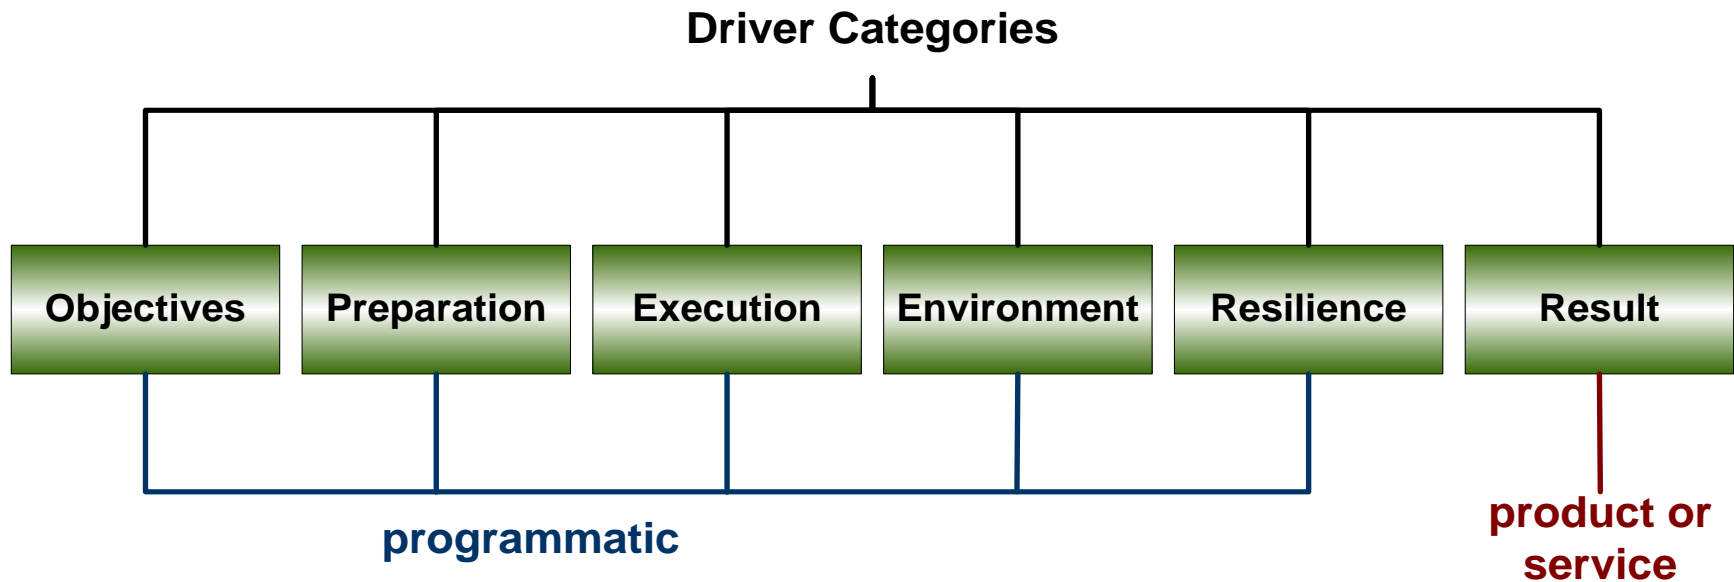 Driver Categories
Objectives
Preparation
Execution
Environment
Resilience
Result
programmatic
product or
service